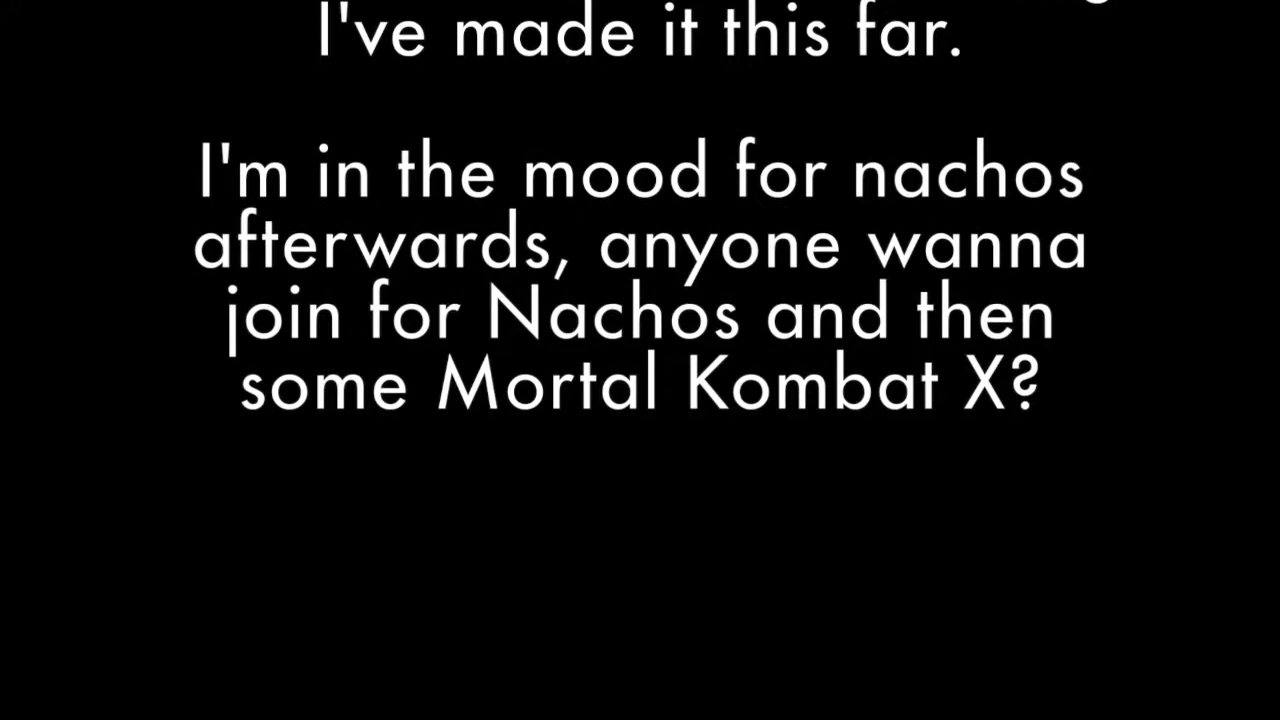 I've made it this far.
I'm in the mood for nachos
afterwards, anyone wanna
join for Nachos and then
some Mortal Kombat X?